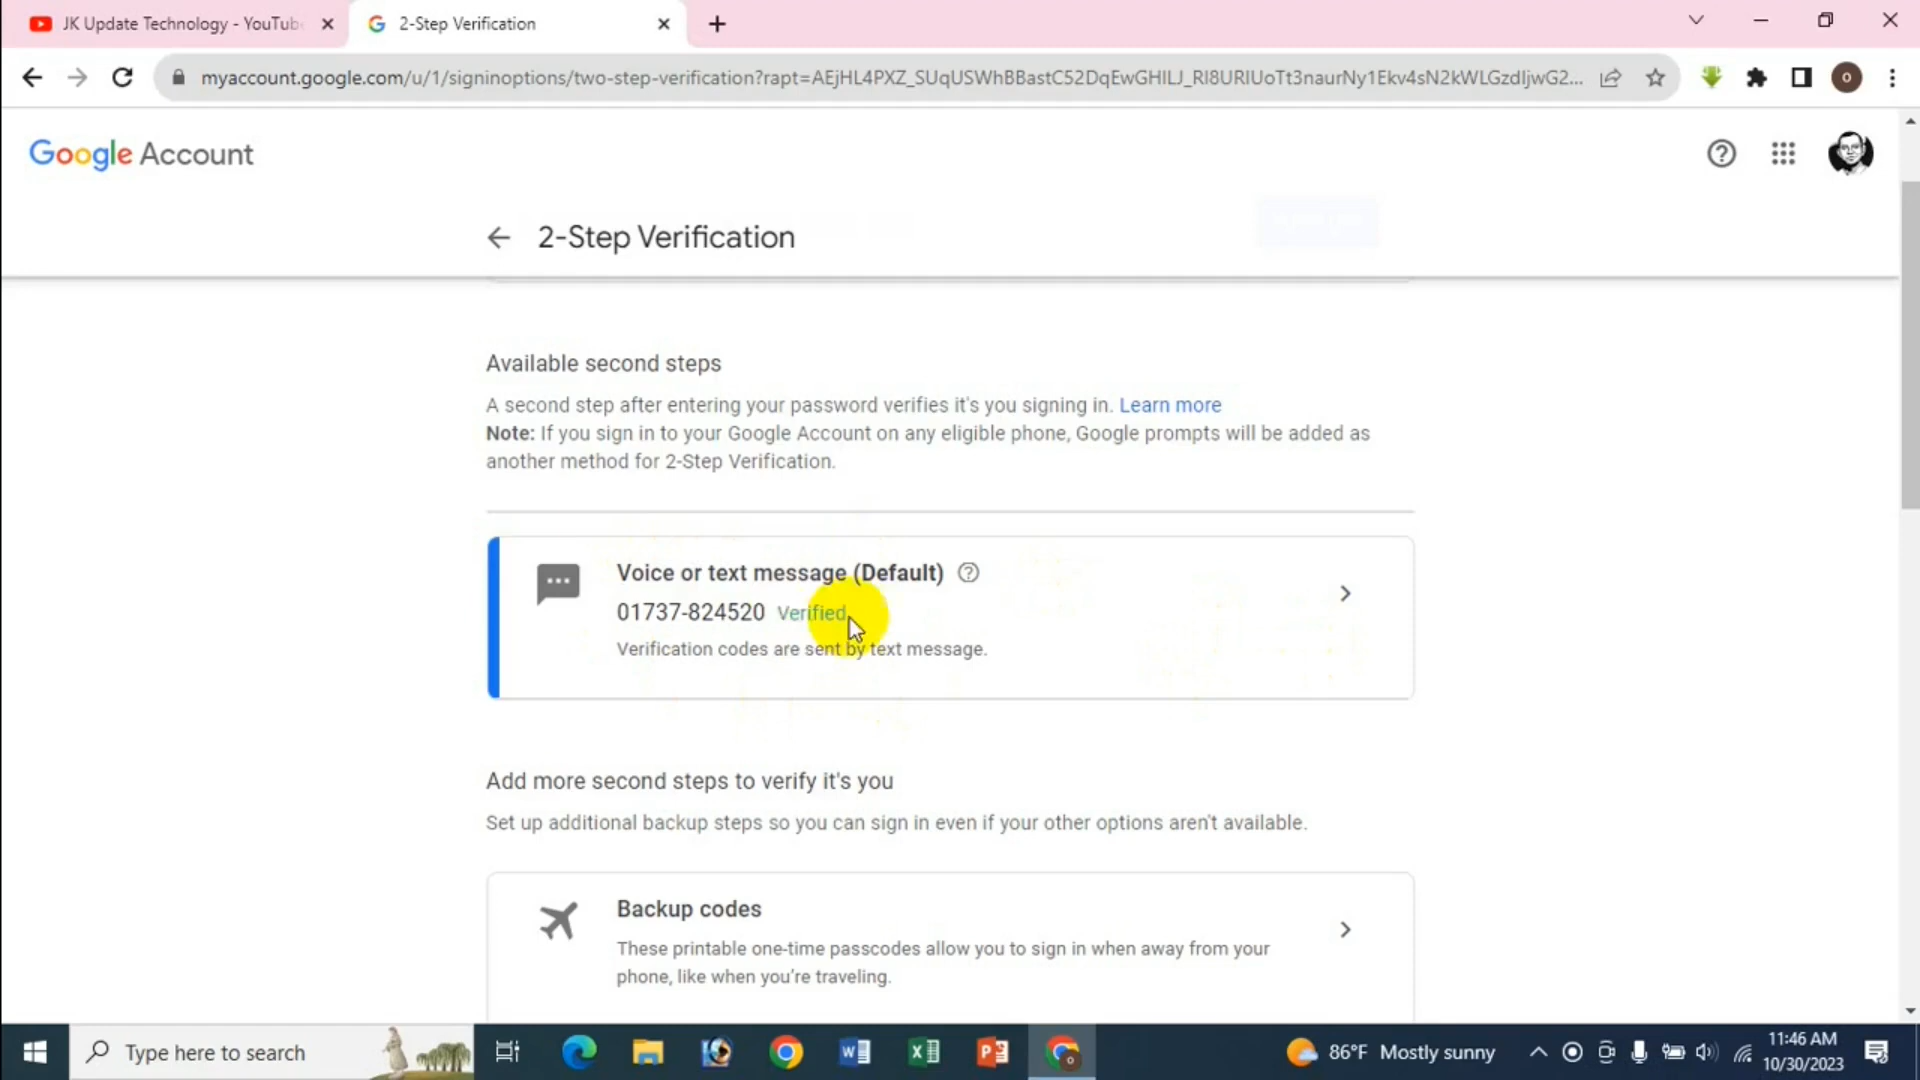 JK Update Technology - YouTube
2-Step Verification
myaccount.google.com/u/1/signinoptions/two-step-verification?rapt=AEjHL4PXZ_SUqUSWhBBastC52DqEwGHILJ_RI8URIUoTt3naurNy1Ekv4sN2kWLGzdIjwG2...
O
Google Account
2-Step Verification
Available second steps
A second step after entering your password verifies it's you signing in. Learn more
Note: If you sign in to your Google Account on any eligible phone, Google prompts will be added as
another method for 2-Step Verification.
Voice or text message (Default)
01737-824520 Verified
Verification codes are sent by text message.
Add more second steps to verify it's you
Set up additional backup steps so you can sign in even if your other options aren't available.
Backup codes
These printable one-time passcodes allow you to sign in when away from your
phone, like when you're traveling.
Type here to search
86°F Mostly sunny
11:46 AM
10/30/2023